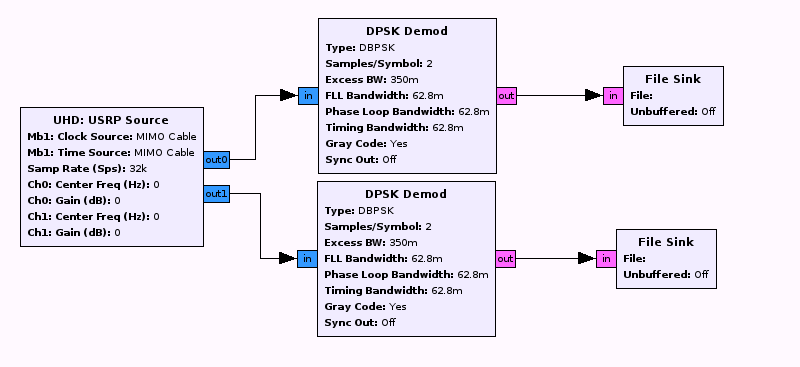 UHD: USRP Source
Mb1: Clock Source: MIMO Cable
Mb1: Time Source: MIMO Cable
Samp Rate (Sps): 32k
Ch0: Center Freq (Hz): 0
Ch0: Gain (dB): 0
Ch1: Center Freq (Hz): 0
Ch1: Gain (dB): 0
out0
out1
in
DPSK Demod
Type: DBPSK
Samples/Symbol: 2
Excess BW: 350m
FLL Bandwidth: 62.8m
Phase Loop Bandwidth: 62.8m
Timing Bandwidth: 62.8m
Gray Code: Yes
Sync Out: Off
out
in
File Sink
File:
Unbuffered: Off
in
DPSK Demod
Type: DBPSK
Samples/Symbol: 2
Excess BW: 350m
FLL Bandwidth: 62.8m
Phase Loop Bandwidth: 62.8m
Timing Bandwidth: 62.8m
Gray Code: Yes
Sync Out: Off
out
in
File Sink
File:
Unbuffered: Off